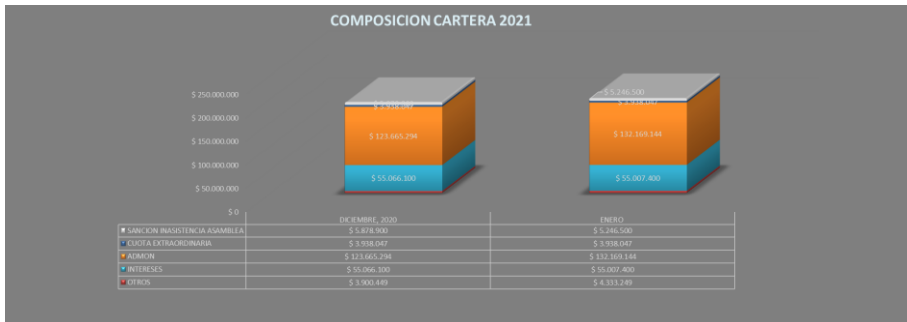 COMPOSICION CARTERA 2021
$ 250.000.000
$ 200.000.000
$ 150.000.000
$ 100.000.000
$ 50.000.000
$ 0
$ 123.665.294
$ 55.066.100
$ 5.246.500
$ 3.938.047
$ 132.169.144
$ 55.007.400
DICIEMBRE, 2020 ENERO
SANCION INASISTENCIA ASAMBLEA $ 5.878.900 $ 5.246.500
CUOTA EXTRAORDINARIA $ 3.938.047 $ 3.938.047
ADMON $ 123.665.294 $ 132.169.144
INTERESES $ 55.066.100 $ 55.007.400
OTROS $ 3.900.449 $ 4.333.249